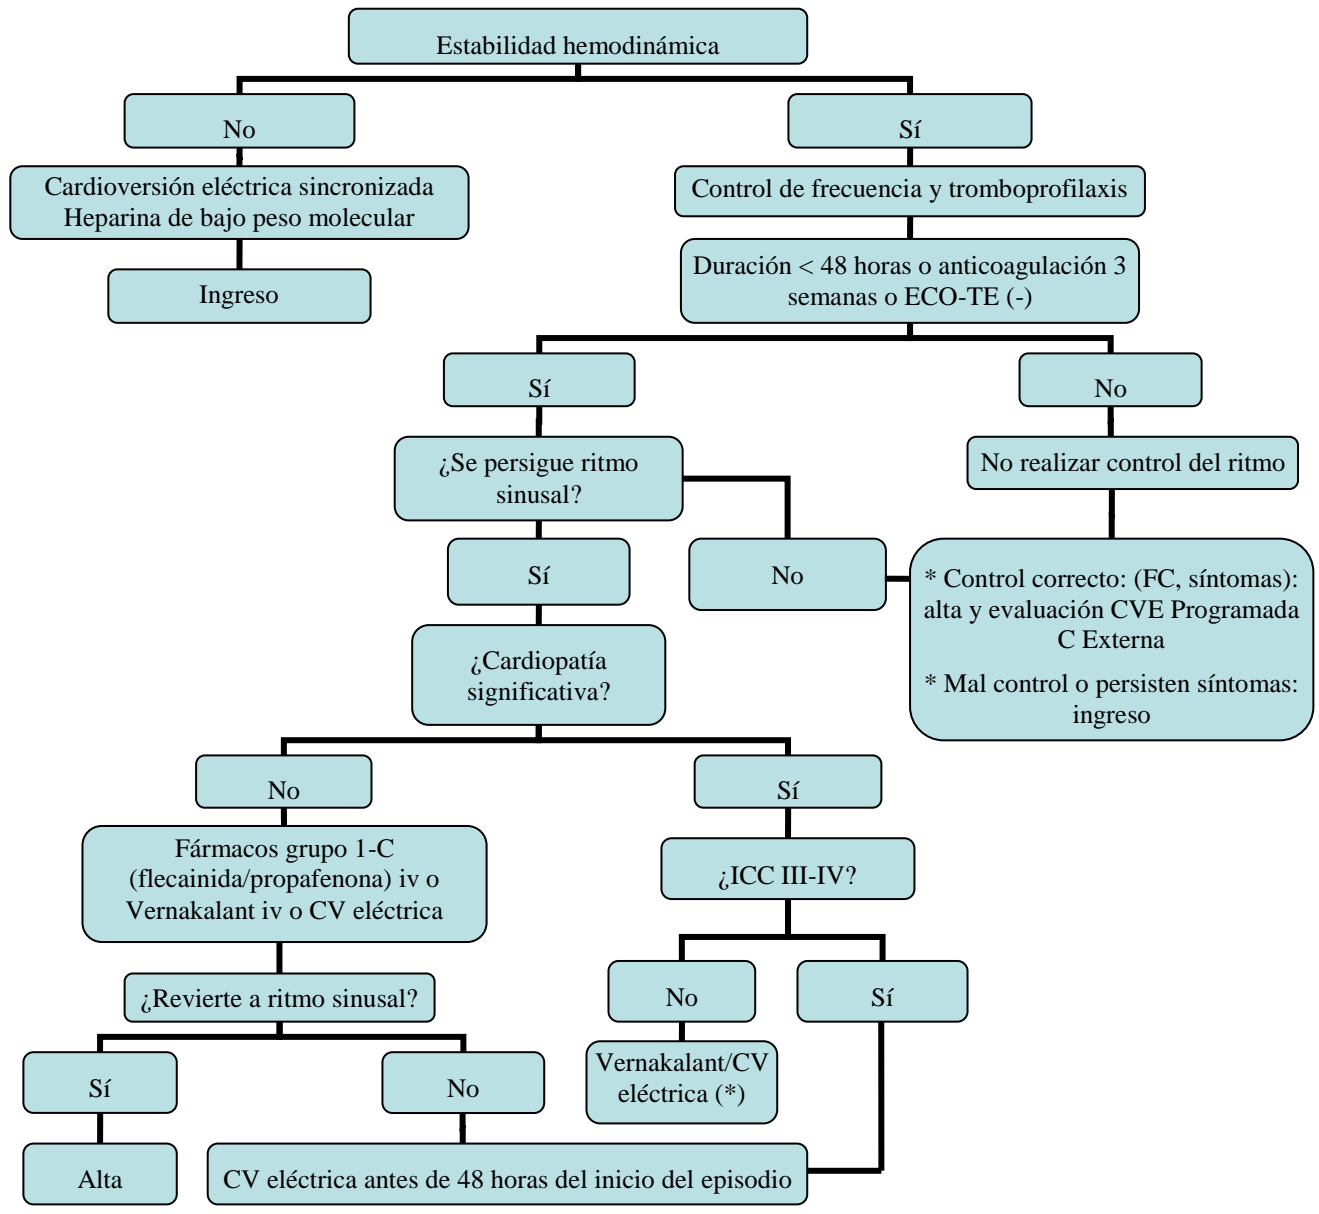 Estabilidad hemodinámica
No
Sí
Cardioversión eléctrica sincronizada
Heparina de bajo peso molecular
Control de frecuencia y tromboprofilaxis
Ingreso
Duración < 48 horas o anticoagulación 3
semanas o ECO-TE (-)
Sí
No
¿Se persigue ritmo
sinusal?
No realizar control del ritmo
Sí
No
* Control correcto: (FC, síntomas):
alta y evaluación CVE Programada
C Externa
* Mal control o persisten síntomas:
ingreso
¿Cardiopatía
significativa?
No
Sí
Fármacos grupo 1-C
(flecainida/propafenona) iv o
Vernakalant iv o CV eléctrica
¿ICC III-IV?
¿Revierte a ritmo sinusal?
No
Sí
Vernakalant/CV
eléctrica (*)
Sí
No
Alta
CV eléctrica antes de 48 horas del inicio del episodio